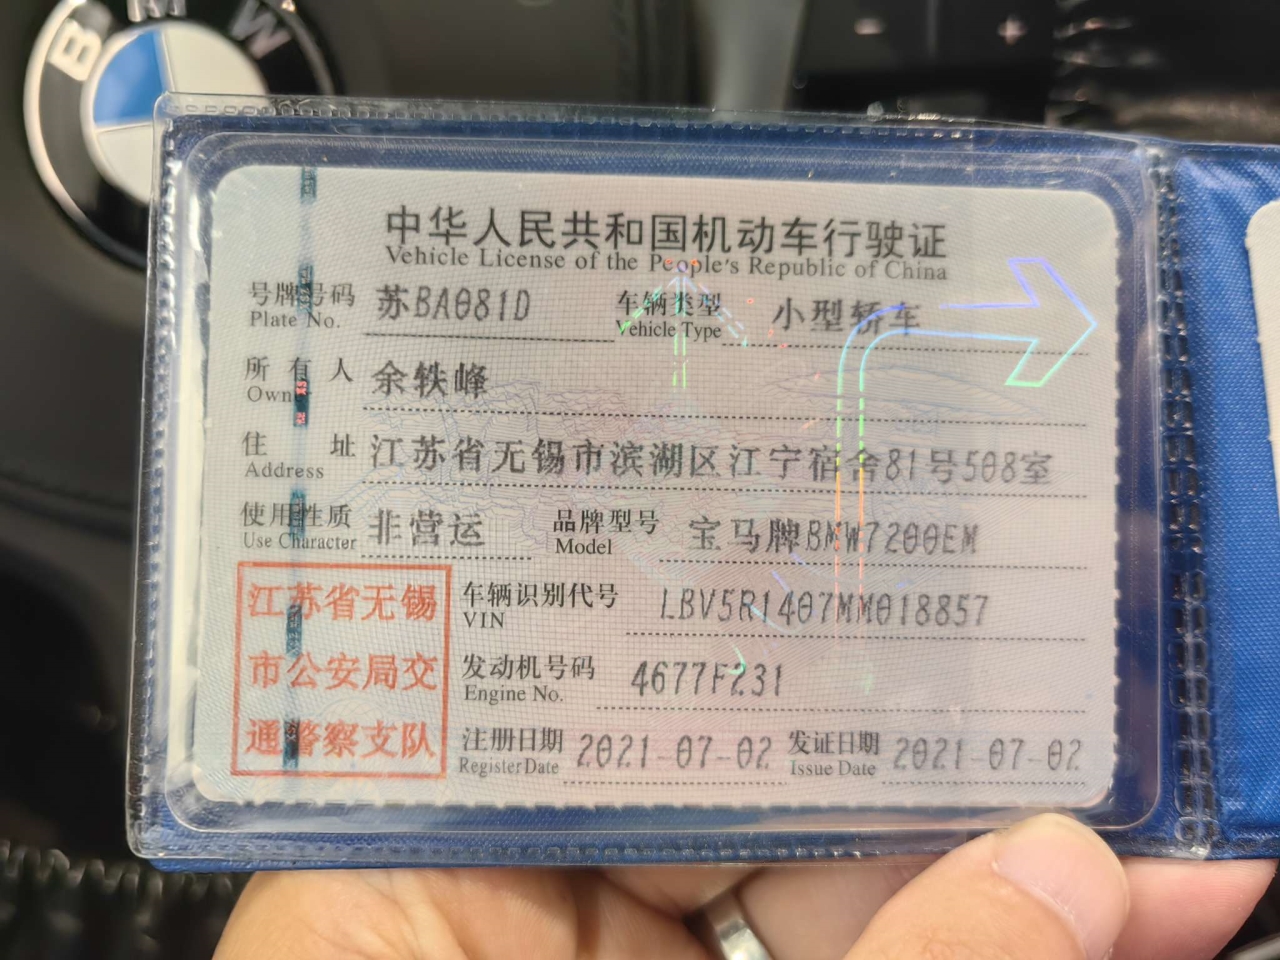 BMW
中华人民共和国机动车行驶证
Vehicle License of the People's Republic of China
号牌号码 苏BA081D 车辆类型 小型轿车
Plate No. Vehicle Type
所有人 余轶峰
Owner
住址 江苏省无锡市滨湖区江宁宿舍81号508室
Address
使用性质 非营运 品牌型号 宝马牌BMW7200EM
Use Character Model
江苏省无锡 车辆识别代号 LBV5R1407MM018857
VIN
市公安局交 发动机号码 4677F231
Engine No.
通警察支队 注册日期 2021-07-02 发证日期 2021-07-02
Register Date Issue Date